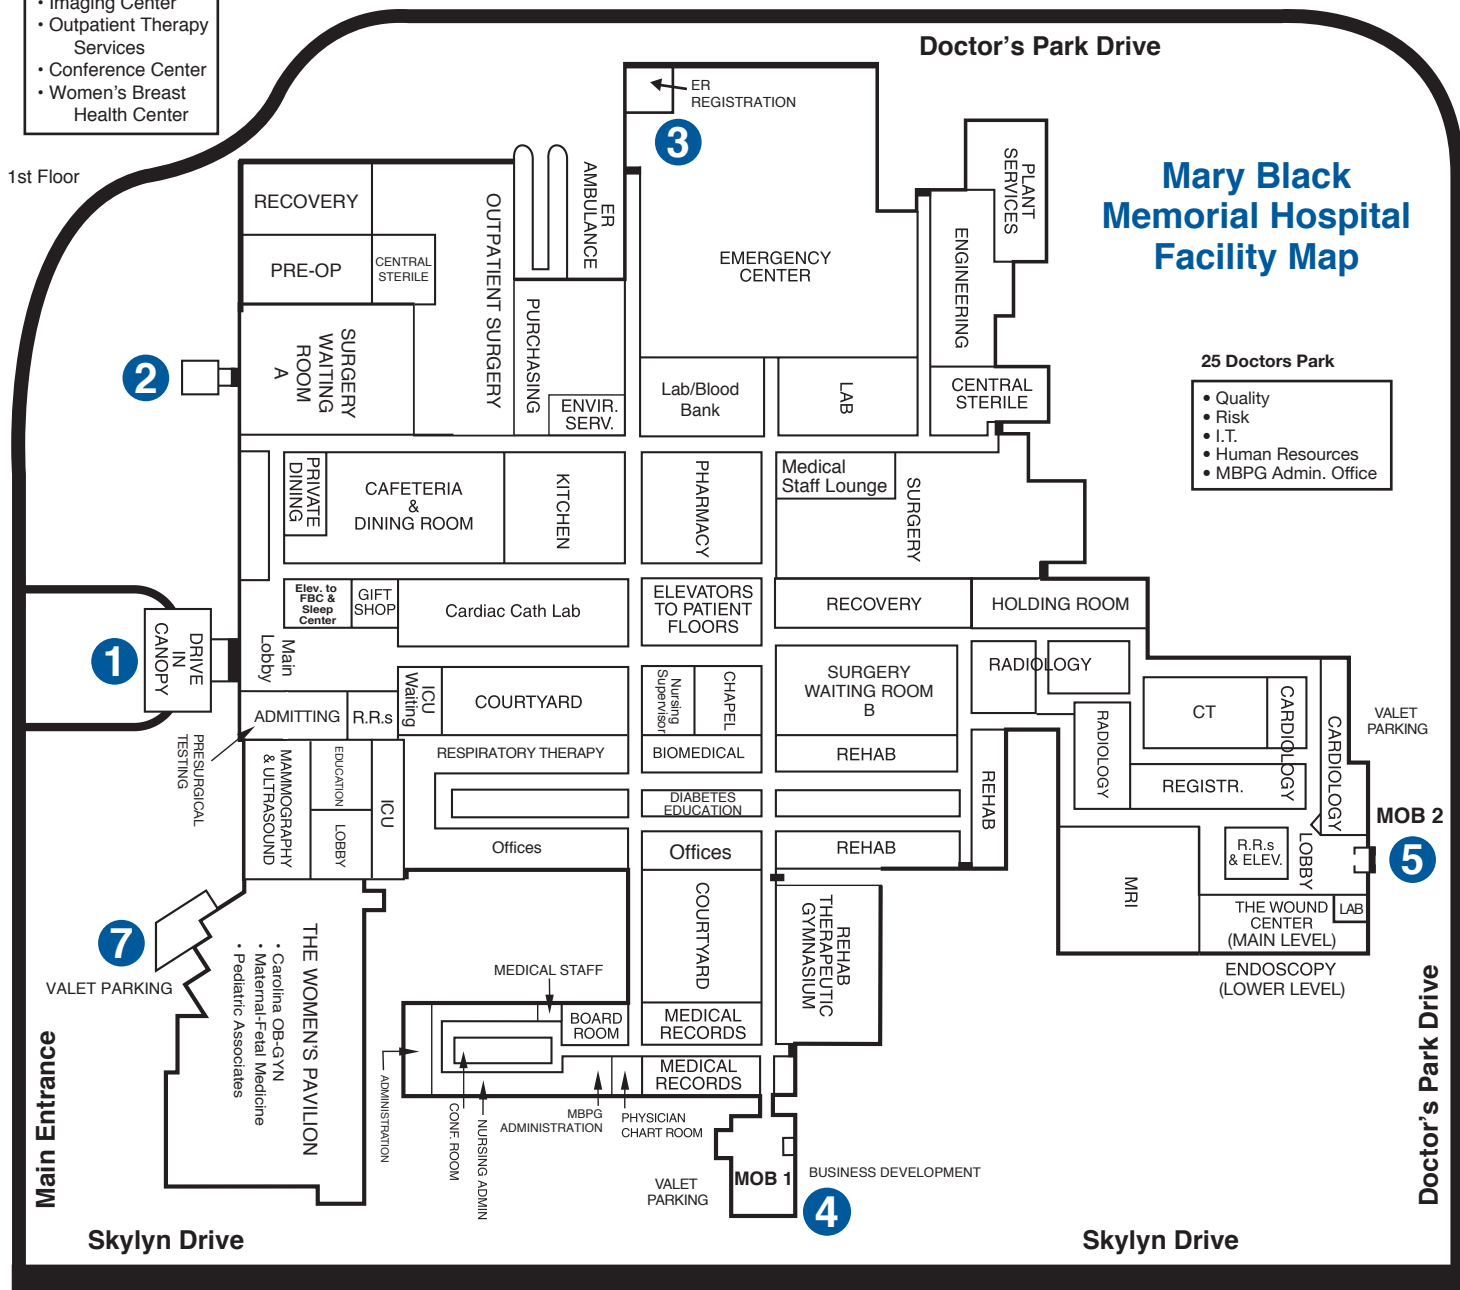 • Imaging Center
• Outpatient Therapy
Services
• Conference Center
• Women's Breast
Health Center
1st Floor
Doctor's Park Drive
Mary Black
Memorial Hospital
Facility Map
25 Doctors Park
• Quality
• Risk
• I.T.
• Human Resources
• MBPG Admin. Office
ER
REGISTRATION
3
ER
AMBULANCE
EMERGENCY
CENTER
PLANT
SERVICES
ENGINEERING
CENTRAL
STERILE
RECOVERY
PRE-OP
CENTRAL
STERILE
OUTPATIENT SURGERY
SURGERY
WAITING
ROOM
A
2
PURCHASING
ENVIR.
SERV.
Lab/Blood
Bank
LAB
PRIVATE
DINING
CAFETERIA
&
DINING ROOM
KITCHEN
PHARMACY
Medical
Staff Lounge
SURGERY
Elev. to
FBC &
Sleep
Center
GIFT
SHOP
Cardiac Cath Lab
ELEVATORS
TO PATIENT
FLOORS
RECOVERY
HOLDING ROOM
1
DRIVE
IN
CANOPY
Main
Lobby
ADMITTING
R.R.s
ICU
Waiting
COURTYARD
Nursing
Supervisor
CHAPEL
SURGERY
WAITING ROOM
B
RADIOLOGY
RADIOLOGY
CT
CARDIOLOGY
CARDIOLOGY
VALET
PARKING
PRESURGICAL
TESTING
MAMMOGRAPHY
& ULTRASOUND
EDUCATION
LOBBY
ICU
RESPIRATORY THERAPY
BIOMEDICAL
REHAB
REHAB
REGISTR.
DIABETES
EDUCATION
Offices
Offices
REHAB
MOB 2
5
R.R.s
& ELEV.
LOBBY
MRI
THE WOUND
CENTER
(MAIN LEVEL)
LAB
ENDOSCOPY
(LOWER LEVEL)
7
VALET PARKING
THE WOMEN'S PAVILION
• Carolina OB-GYN
• Maternal-Fetal Medicine
• Pediatric Associates
COURTYARD
REHAB
THERAPEUTIC
GYMNASIUM
MEDICAL STAFF
BOARD
ROOM
MEDICAL
RECORDS
MEDICAL
RECORDS
ADMINISTRATION
CONF. ROOM
NURSING ADMIN
MBPG
ADMINISTRATION
PHYSICIAN
CHART ROOM
VALET
PARKING
MOB 1
BUSINESS DEVELOPMENT
4
Main Entrance
Doctor's Park Drive
Skylyn Drive
Skylyn Drive